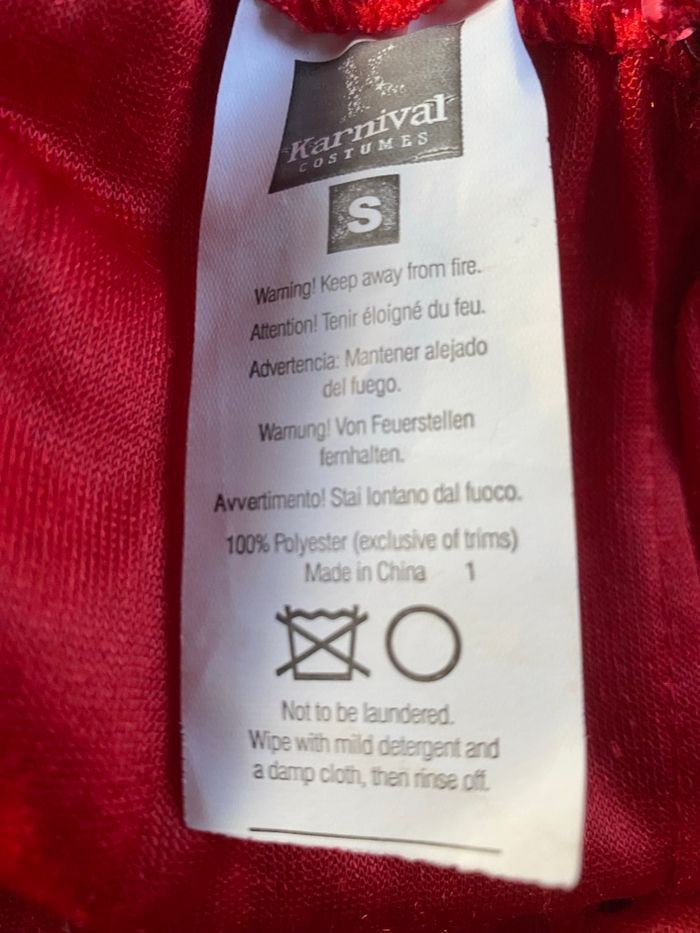 K
Karnival
COSTUMES
S
Warning! Keep away from fire.
Attention! Tenir éloigné du feu.
Advertencia: Mantener alejado
del fuego.
Warnung! Von Feuerstellen
fernhalten.
Avvertimento! Stai lontano dal fuoco.
100% Polyester (exclusive of trims)
Made in China 1
Not to be laundered.
Wipe with mild detergent and
a damp cloth, then rinse off.